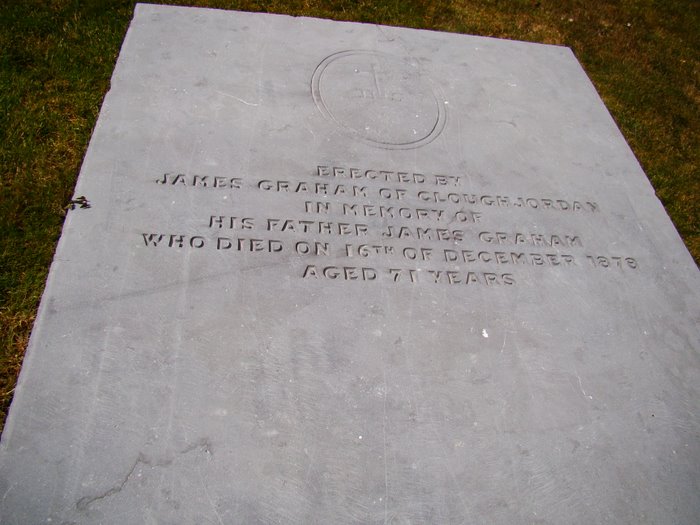 ERECTED BY
JAMES GRAHAM OF CLOUGHJORDAN
IN MEMORY OF
HIS FATHER JAMES GRAHAM
WHO DIED ON 16TH OF DECEMBER 1878
AGED 71 YEARS